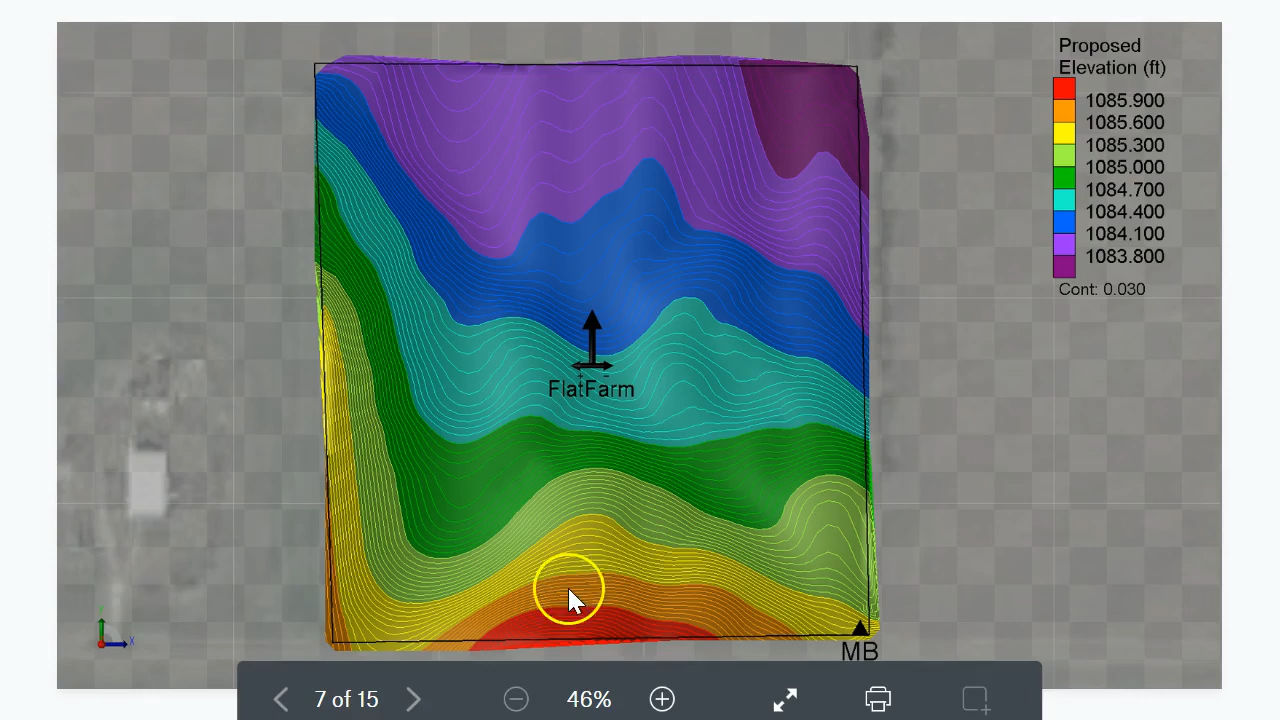 Proposed
Elevation (ft)
1085.900
1085.600
1085.300
1085.000
1084.700
1084.400
1084.100
1083.800
Cont: 0.030
+ −
FlatFarm
Y
X
MB
7 of 15
46%